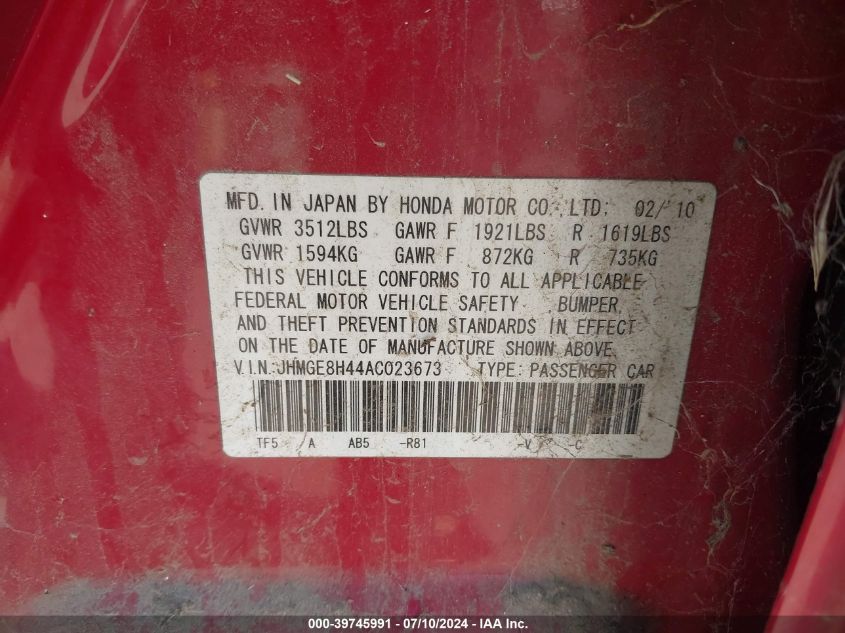 MFD. IN JAPAN BY HONDA MOTOR CO., LTD; 02/ 10
GVWR 3512LBS GAWR F 1921LBS R 1619LBS
GVWR 1594KG GAWR F 872KG R 735KG
THIS VEHICLE CONFORMS TO ALL APPLICABLE
FEDERAL MOTOR VEHICLE SAFETY , BUMPER,
AND THEFT PREVENTION STANDARDS IN EFFECT
ON THE DATE OF MANUFACTURE SHOWN ABOVE.
V.I.N.:JHMGE8H44AC023673 TYPE: PASSENGER CAR
TF5 A AB5 -R81 -V -C
000-39745991 / 07/10/2024 / IAAI.COM/